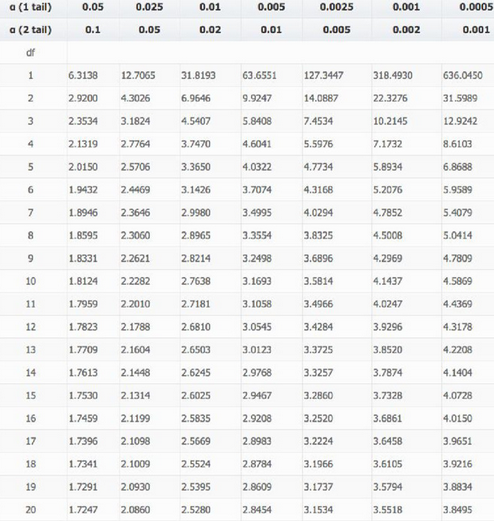 α (1 tail) 0.05 0.025 0.01 0.005 0.0025 0.001 0.0005
α (2 tail) 0.1 0.05 0.02 0.01 0.005 0.002 0.001
df
1 6.3138 12.7065 31.8193 63.6551 127.3447 318.4930 636.0450
2 2.9200 4.3026 6.9646 9.9247 14.0887 22.3276 31.5989
3 2.3534 3.1824 4.5407 5.8408 7.4534 10.2145 12.9242
4 2.1319 2.7764 3.7470 4.6041 5.5976 7.1732 8.6103
5 2.0150 2.5706 3.3650 4.0322 4.7734 5.8934 6.8688
6 1.9432 2.4469 3.1426 3.7074 4.3168 5.2076 5.9589
7 1.8946 2.3646 2.9980 3.4995 4.0294 4.7852 5.4079
8 1.8595 2.3060 2.8965 3.3554 3.8325 4.5008 5.0414
9 1.8331 2.2621 2.8214 3.2498 3.6896 4.2969 4.7809
10 1.8124 2.2282 2.7638 3.1693 3.5814 4.1437 4.5869
11 1.7959 2.2010 2.7181 3.1058 3.4966 4.0247 4.4369
12 1.7823 2.1788 2.6810 3.0545 3.4284 3.9296 4.3178
13 1.7709 2.1604 2.6503 3.0123 3.3725 3.8520 4.2208
14 1.7613 2.1448 2.6245 2.9768 3.3257 3.7874 4.1404
15 1.7530 2.1314 2.6025 2.9467 3.2860 3.7328 4.0728
16 1.7459 2.1199 2.5835 2.9208 3.2520 3.6861 4.0150
17 1.7396 2.1098 2.5669 2.8983 3.2224 3.6458 3.9651
18 1.7341 2.1009 2.5524 2.8784 3.1966 3.6105 3.9216
19 1.7291 2.0930 2.5395 2.8609 3.1737 3.5794 3.8834
20 1.7247 2.0860 2.5280 2.8454 3.1534 3.5518 3.8495